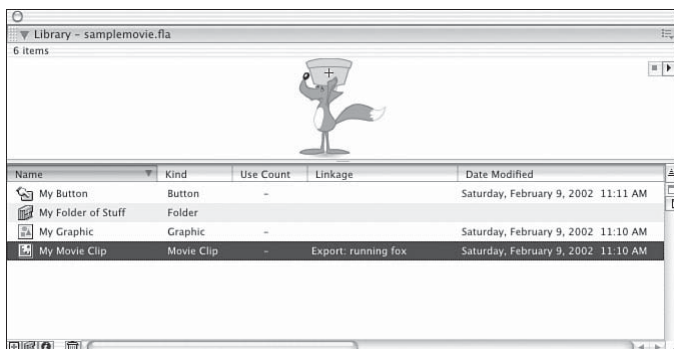 Library – samplemovie.fla
6 items
Name Kind Use Count Linkage Date Modified
My Button Button – Saturday, February 9, 2002 11:11 AM
My Folder of Stuff Folder
My Graphic Graphic – Saturday, February 9, 2002 11:10 AM
My Movie Clip Movie Clip – Export: running fox Saturday, February 9, 2002 11:10 AM